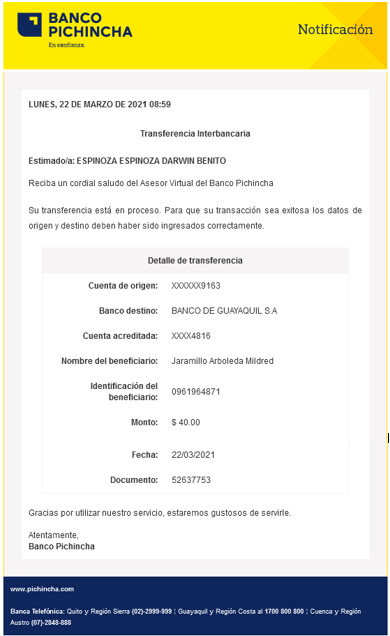 BANCO
PICHINCHA
En confianza.
Notificación
LUNES, 22 DE MARZO DE 2021 08:59
Transferencia Interbancaria
Estimado/a: ESPINOZA ESPINOZA DARWIN BENITO
Reciba un cordial saludo del Asesor Virtual del Banco Pichincha
Su transferencia está en proceso. Para que su transacción sea exitosa los datos de
origen y destino deben haber sido ingresados correctamente.
Detalle de transferencia
Cuenta de origen: XXXXXX9163
Banco destino: BANCO DE GUAYAQUIL S.A
Cuenta acreditada: XXXX4816
Nombre del beneficiario: Jaramillo Arboleda Mildred
Identificación del
beneficiario: 0961964871
Monto: $ 40.00
Fecha: 22/03/2021
Documento: 52637753
Gracias por utilizar nuestro servicio, estaremos gustosos de servirle.
Atentamente,
Banco Pichincha
www.pichincha.com
Banca Telefónica: Quito y Región Sierra (02)-2999-999 ¦ Guayaquil y Región Costa al 1700 800 800 ¦ Cuenca y Región
Austro (07)-2848-888